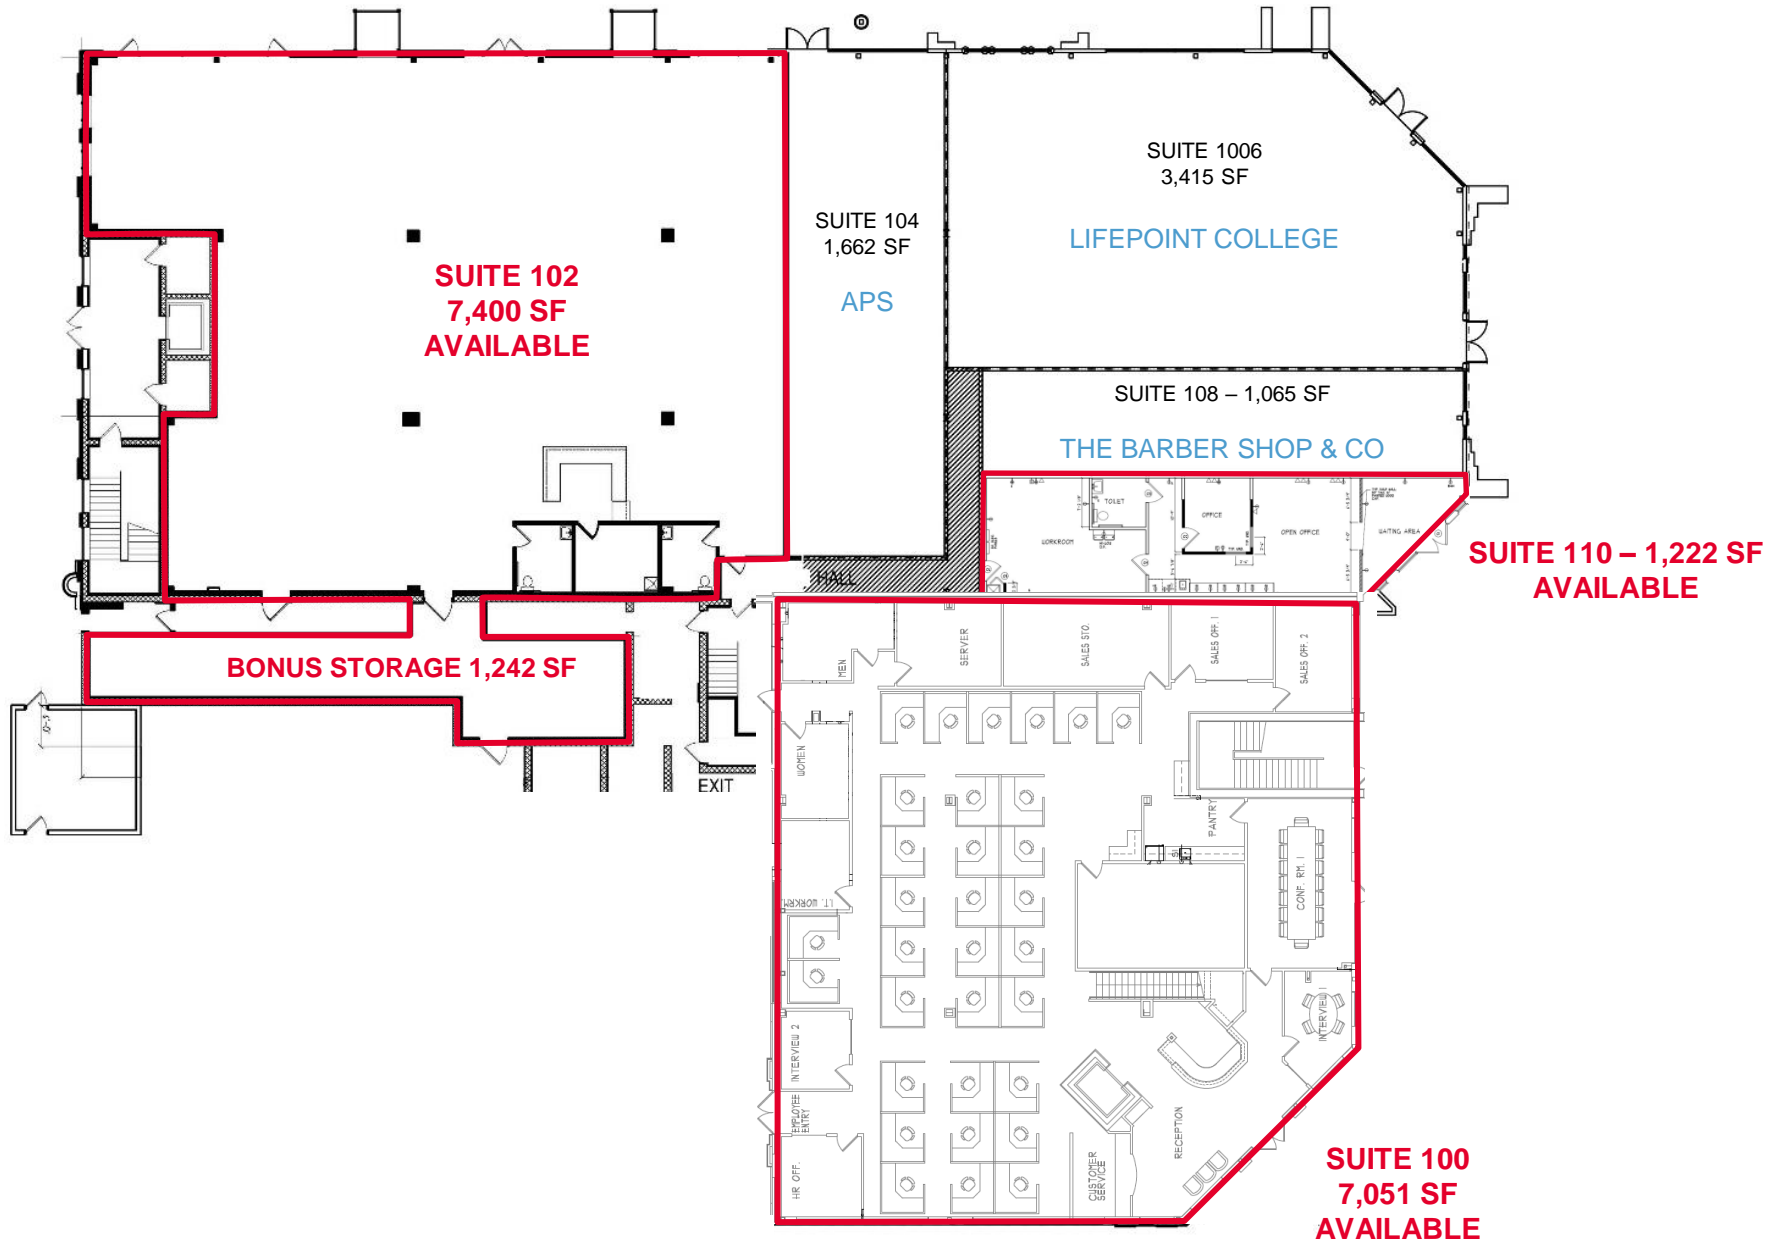 SUITE 1006
3,415 SF
LIFEPOINT COLLEGE
SUITE 104
1,662 SF
APS
SUITE 102
7,400 SF
AVAILABLE
SUITE 108 – 1,065 SF
THE BARBER SHOP & CO
TOILET
OFFICE
WORKROOM
OPEN OFFICE
WAITING AREA
SUITE 110 – 1,222 SF
AVAILABLE
HALL
BONUS STORAGE 1,242 SF
EXIT
MEN
SERVER
SALES STO.
SALES OFF. 1
SALES OFF. 2
WOMEN
PANTRY
CONF. RM. 1
LT. WORKRM.
INTERVIEW 1
INTERVIEW 2
EMPLOYEE
ENTRY
RECEPTION
HR OFF.
CUSTOMER
SERVICE
SUITE 100
7,051 SF
AVAILABLE